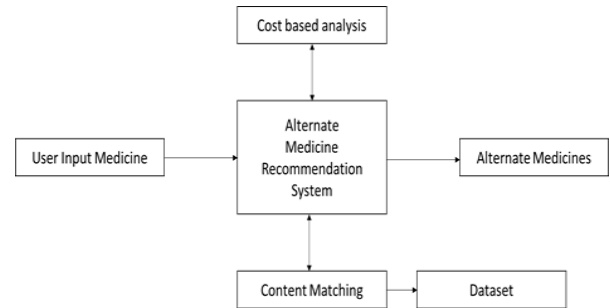 Cost based analysis
User Input Medicine
Alternate
Medicine
Recommendation
System
Alternate Medicines
Content Matching
Dataset